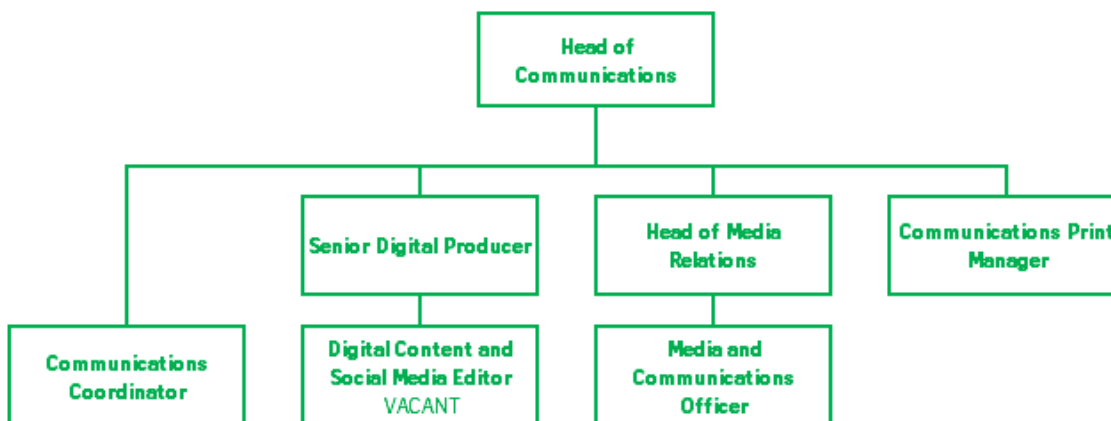 Head of
Communications
Senior Digital Producer
Head of Media
Relations
Communications Print
Manager
Communications
Coordinator
Digital Content and
Social Media Editor
VACANT
Media and
Communications
Officer